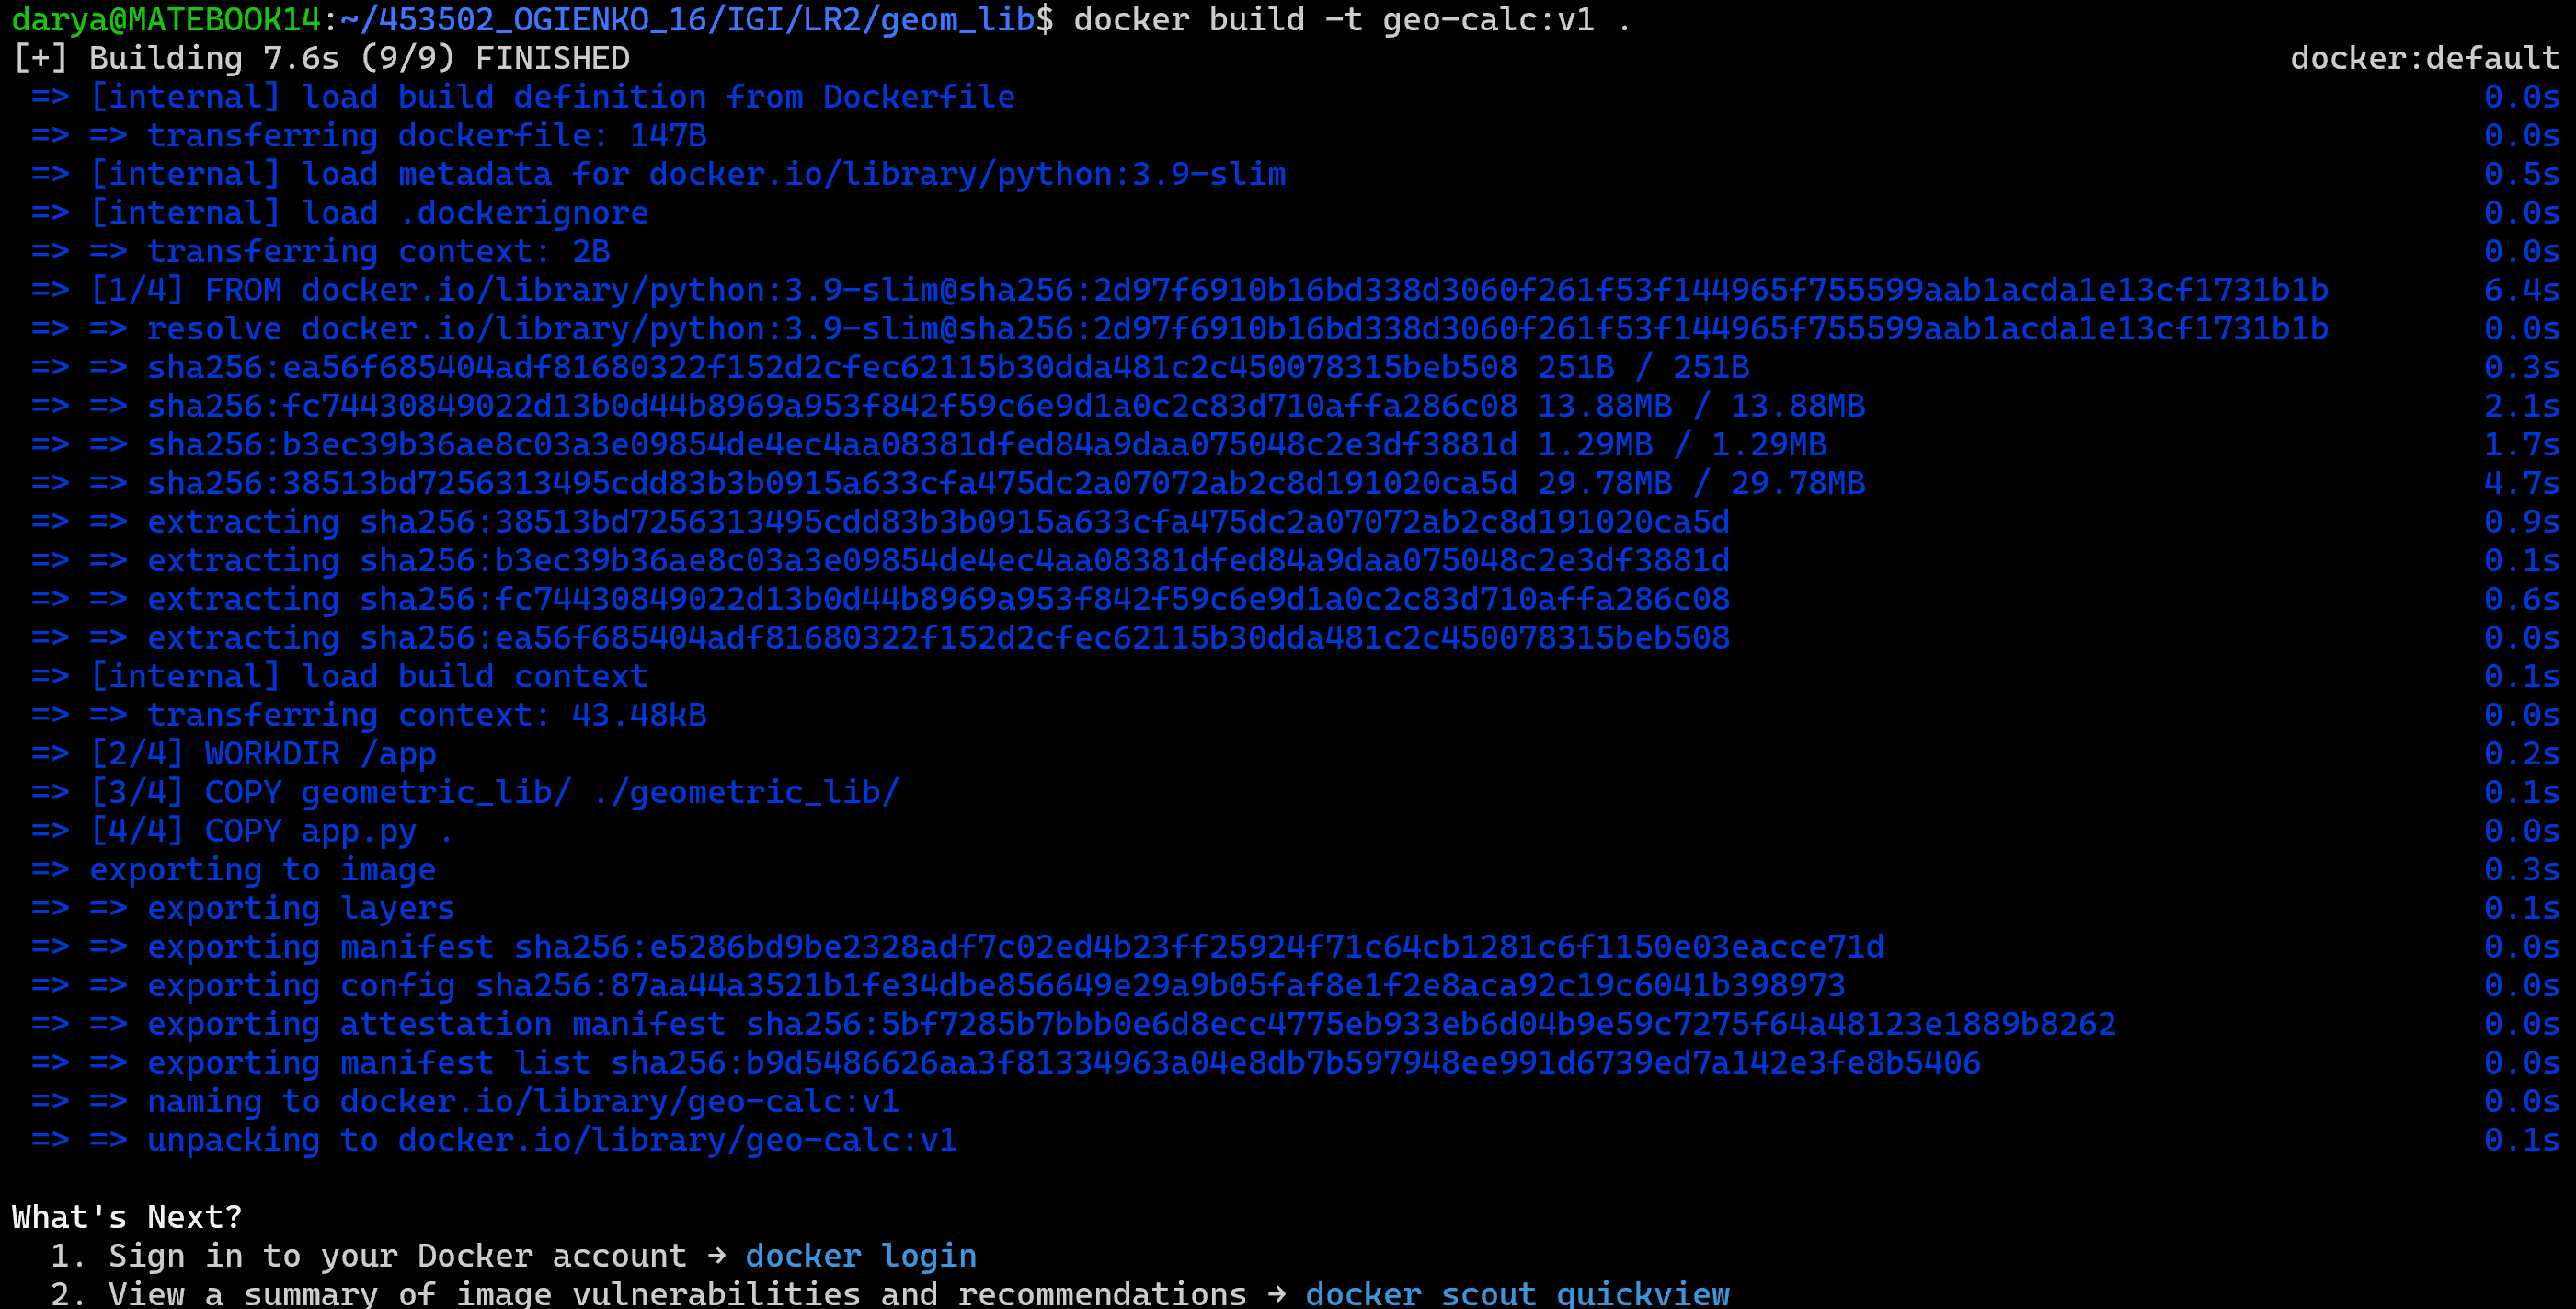 darya@MATEBOOK14:~/453502_OGIENKO_16/IGI/LR2/geom_lib$ docker build -t geo-calc:v1 .
[+] Building 7.6s (9/9) FINISHED docker:default
=> [internal] load build definition from Dockerfile 0.0s
=> => transferring dockerfile: 147B 0.0s
=> [internal] load metadata for docker.io/library/python:3.9-slim 0.5s
=> [internal] load .dockerignore 0.0s
=> => transferring context: 2B 0.0s
=> [1/4] FROM docker.io/library/python:3.9-slim@sha256:2d97f6910b16bd338d3060f261f53f144965f755599aab1acda1e13cf1731b1b 6.4s
=> => resolve docker.io/library/python:3.9-slim@sha256:2d97f6910b16bd338d3060f261f53f144965f755599aab1acda1e13cf1731b1b 0.0s
=> => sha256:ea56f685404adf81680322f152d2cfec62115b30dda481c2c450078315beb508 251B / 251B 0.3s
=> => sha256:fc74430849022d13b0d44b8969a953f842f59c6e9d1a0c2c83d710affa286c08 13.88MB / 13.88MB 2.1s
=> => sha256:b3ec39b36ae8c03a3e09854de4ec4aa08381dfed84a9daa075048c2e3df3881d 1.29MB / 1.29MB 1.7s
=> => sha256:38513bd7256313495cdd83b3b0915a633cfa475dc2a07072ab2c8d191020ca5d 29.78MB / 29.78MB 4.7s
=> => extracting sha256:38513bd7256313495cdd83b3b0915a633cfa475dc2a07072ab2c8d191020ca5d 0.9s
=> => extracting sha256:b3ec39b36ae8c03a3e09854de4ec4aa08381dfed84a9daa075048c2e3df3881d 0.1s
=> => extracting sha256:fc74430849022d13b0d44b8969a953f842f59c6e9d1a0c2c83d710affa286c08 0.6s
=> => extracting sha256:ea56f685404adf81680322f152d2cfec62115b30dda481c2c450078315beb508 0.0s
=> [internal] load build context 0.1s
=> => transferring context: 43.48kB 0.0s
=> [2/4] WORKDIR /app 0.2s
=> [3/4] COPY geometric_lib/ ./geometric_lib/ 0.1s
=> [4/4] COPY app.py . 0.0s
=> exporting to image 0.3s
=> => exporting layers 0.1s
=> => exporting manifest sha256:e5286bd9be2328adf7c02ed4b23ff25924f71c64cb1281c6f1150e03eacce71d 0.0s
=> => exporting config sha256:87aa44a3521b1fe34dbe856649e29a9b05faf8e1f2e8aca92c19c6041b398973 0.0s
=> => exporting attestation manifest sha256:5bf7285b7bbb0e6d8ecc4775eb933eb6d04b9e59c7275f64a48123e1889b8262 0.0s
=> => exporting manifest list sha256:b9d5486626aa3f81334963a04e8db7b597948ee991d6739ed7a142e3fe8b5406 0.0s
=> => naming to docker.io/library/geo-calc:v1 0.0s
=> => unpacking to docker.io/library/geo-calc:v1 0.1s
What's Next?
1. Sign in to your Docker account → docker login
2. View a summary of image vulnerabilities and recommendations → docker scout quickview